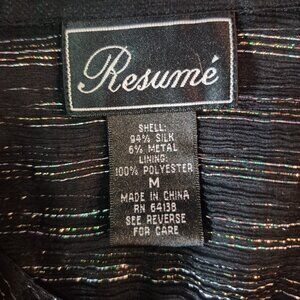 Resumé
SHELL:
94% SILK
6% METAL
LINING:
100% POLYESTER
M
MADE IN CHINA
RN 64138
SEE REVERSE
FOR CARE